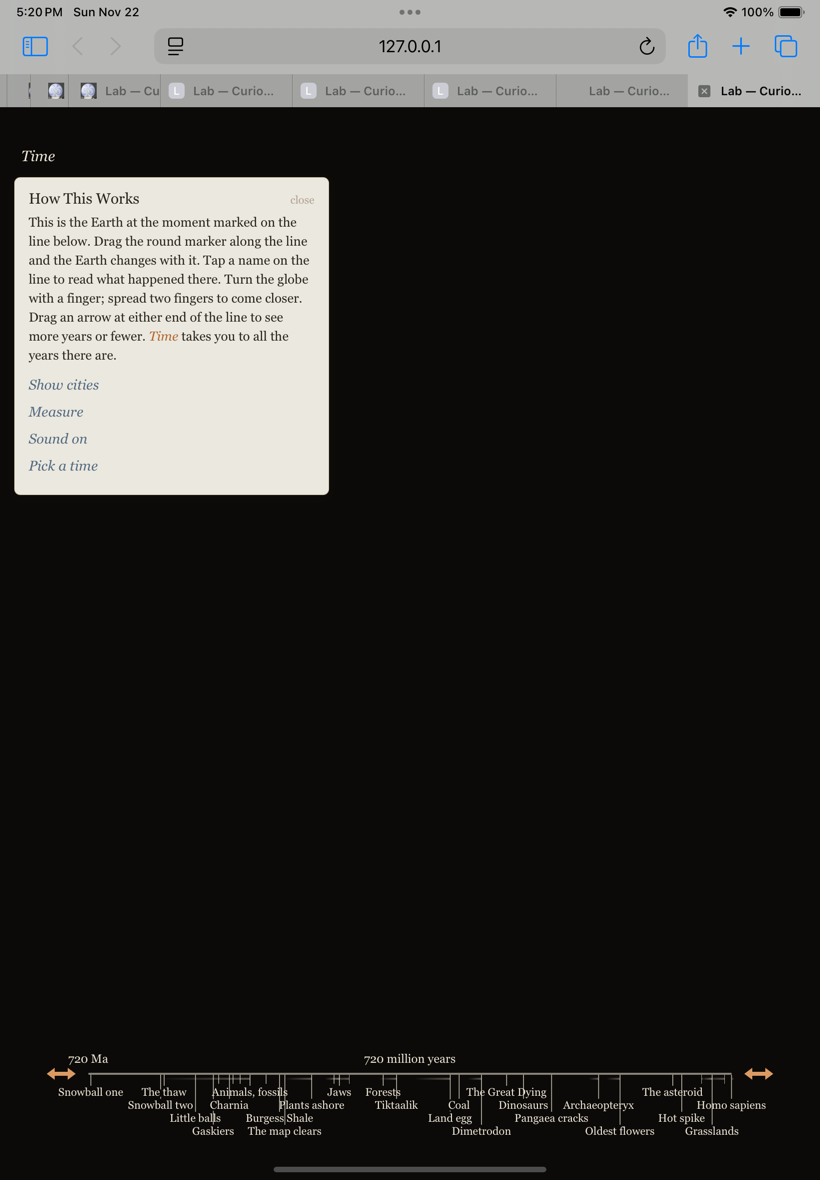 5:20 PM Sun Nov 22
100%
127.0.0.1
Lab — Cu
L Lab — Curio...
L Lab — Curio...
L Lab — Curio...
Lab — Curio...
Lab — Curio...
Time
How This Works
close
This is the Earth at the moment marked on the
line below. Drag the round marker along the line
and the Earth changes with it. Tap a name on the
line to read what happened there. Turn the globe
with a finger; spread two fingers to come closer.
Drag an arrow at either end of the line to see
more years or fewer. Time takes you to all the
years there are.
Show cities
Measure
Sound on
Pick a time
720 Ma
720 million years
Snowball one The thaw Animals, fossils Jaws Forests The Great Dying The asteroid
Snowball two Charnia Plants ashore Tiktaalik Coal Dinosaurs Archaeopteryx Homo sapiens
Little balls Burgess Shale Land egg Pangaea cracks Hot spike
Gaskiers The map clears Dimetrodon Oldest flowers Grasslands